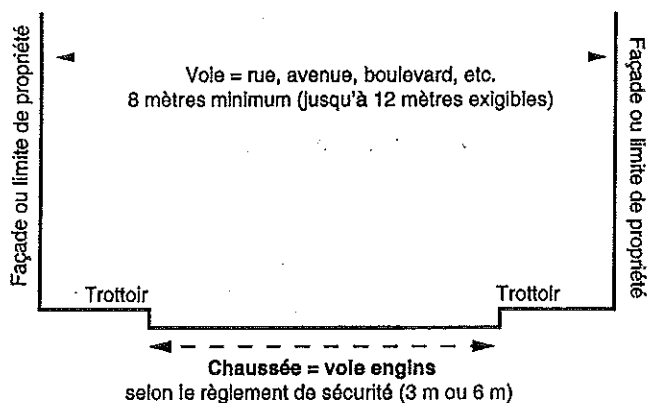 Façade ou limite de propriété
Voie = rue, avenue, boulevard, etc.
8 mètres minimum (jusqu'à 12 mètres exigibles)
Façade ou limite de propriété
Trottoir
Trottoir
Chaussée = voie engins
selon le règlement de sécurité (3 m ou 6 m)